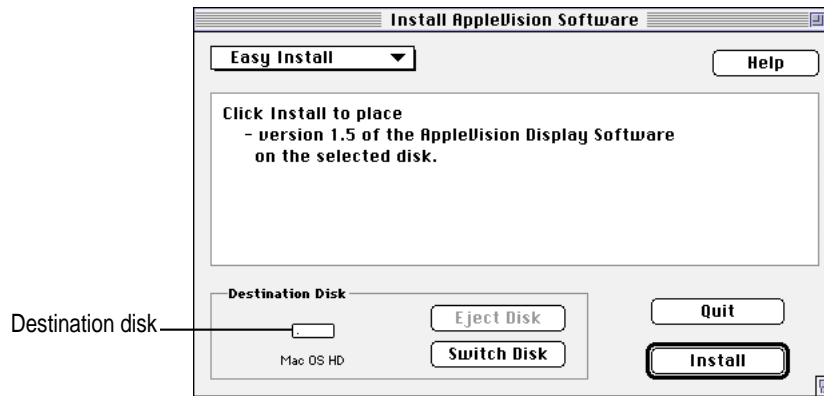 Install AppleVision Software
Easy Install
Help
Click Install to place
- version 1.5 of the AppleVision Display Software
on the selected disk.
Destination Disk
Destination disk
Mac OS HD
Eject Disk
Switch Disk
Quit
Install